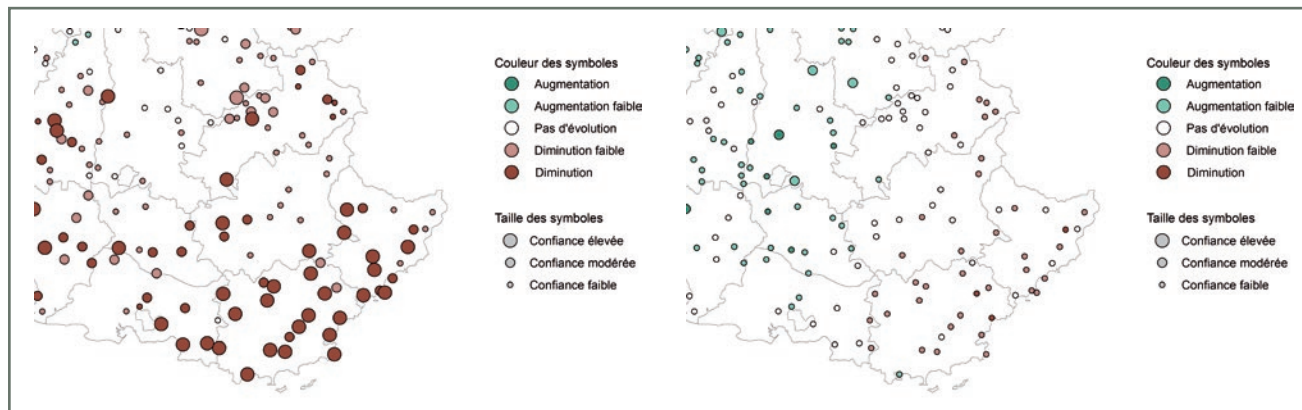 Couleur des symboles
Augmentation
Augmentation faible
Pas d'évolution
Diminution faible
Diminution
Taille des symboles
Confiance élevée
Confiance modérée
Confiance faible
Couleur des symboles
Augmentation
Augmentation faible
Pas d'évolution
Diminution faible
Diminution
Taille des symboles
Confiance élevée
Confiance modérée
Confiance faible